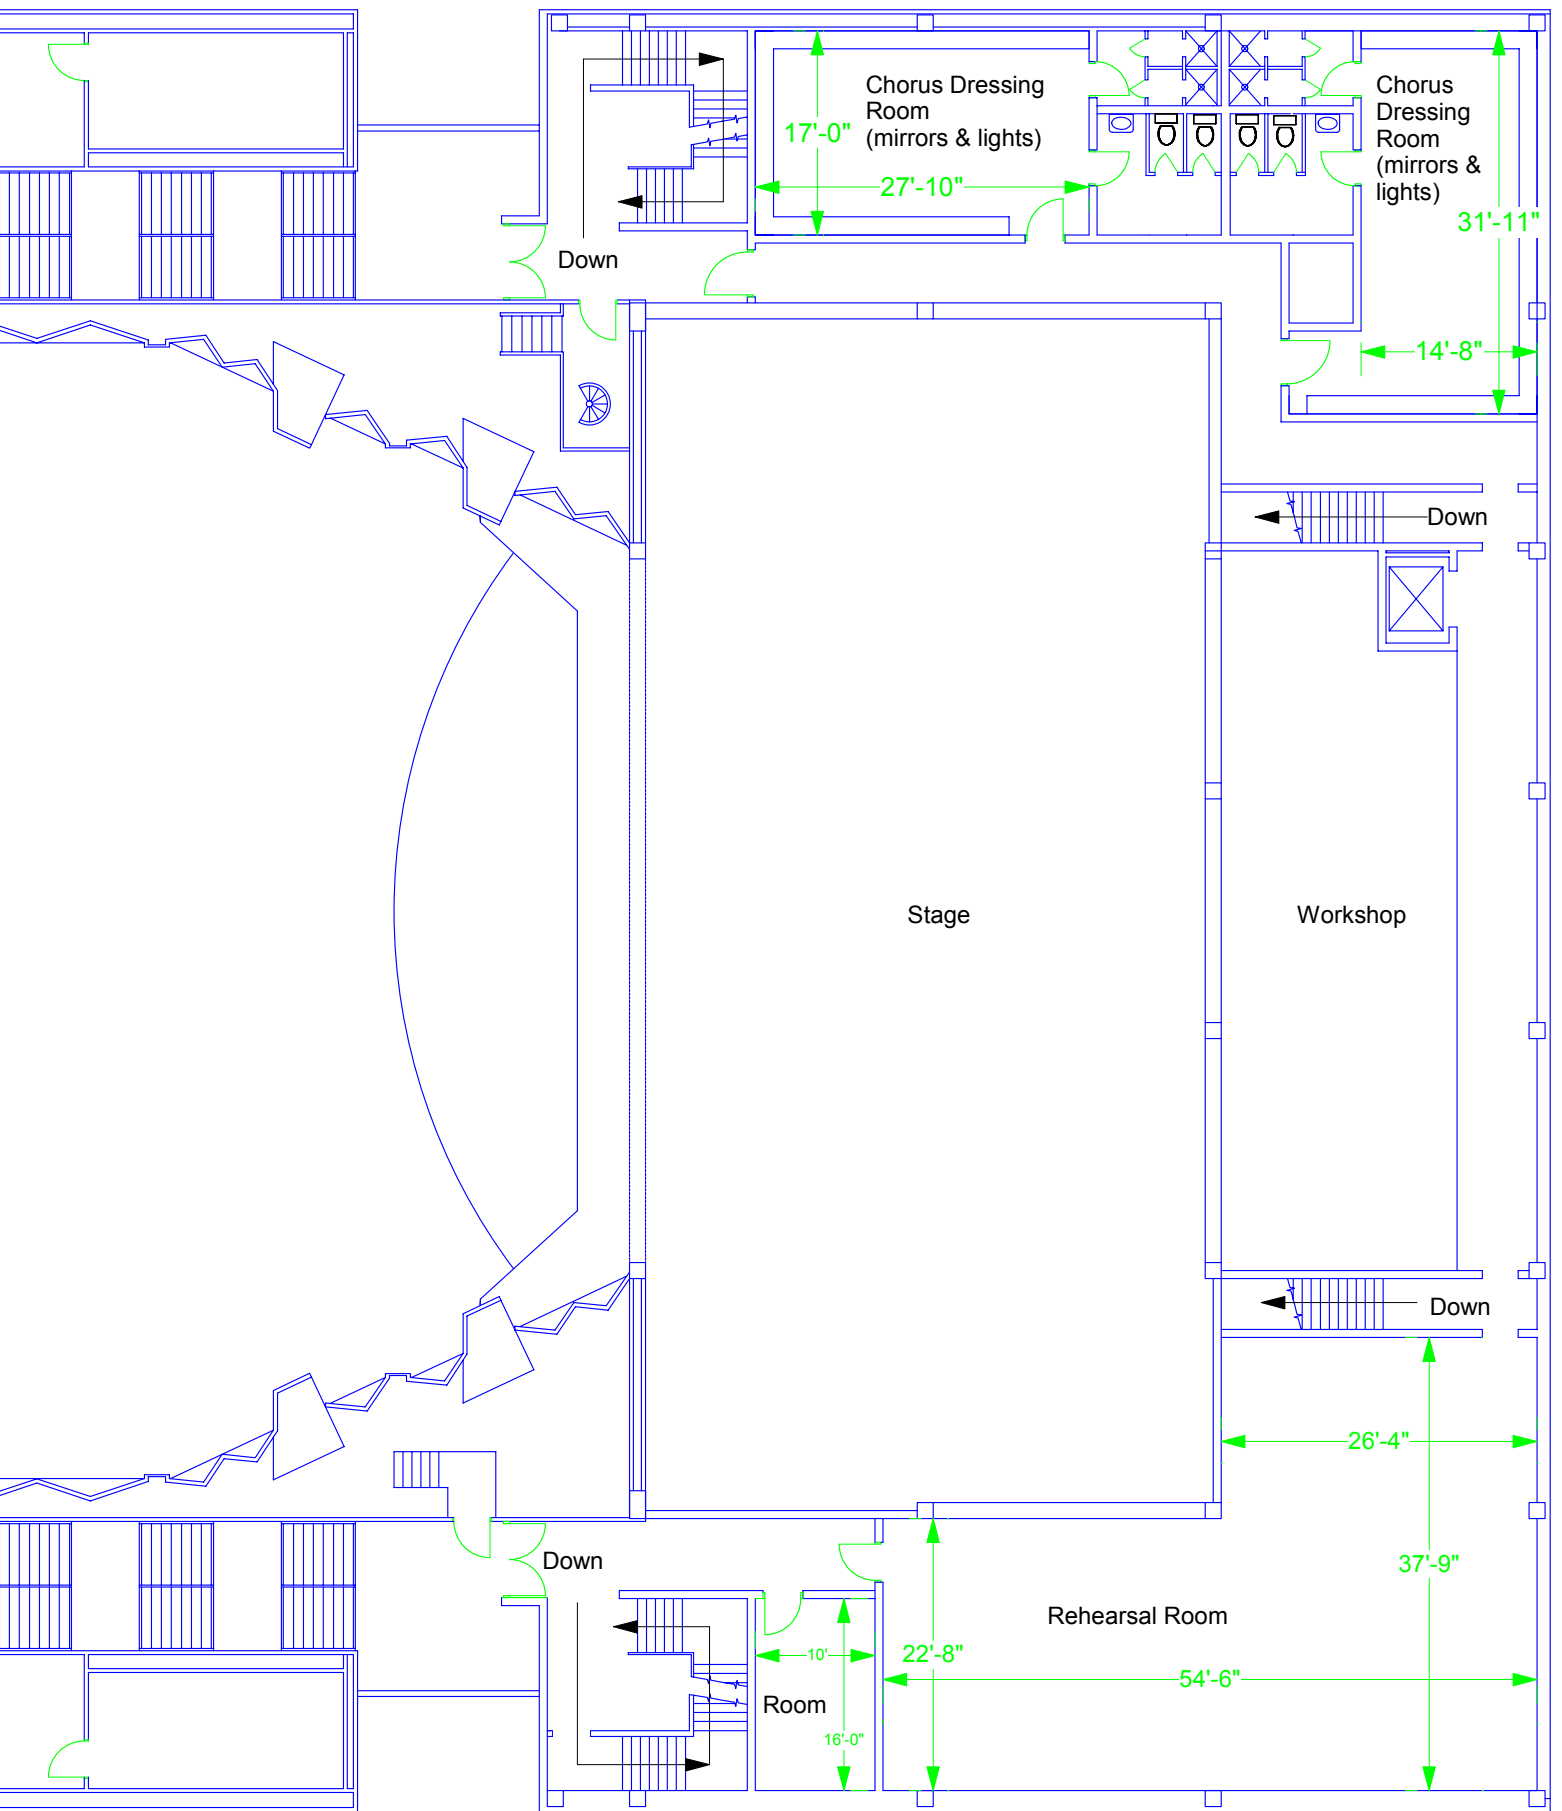 Chorus Dressing
Room
(mirrors & lights)
17'-0"
27'-10"
Chorus
Dressing
Room
(mirrors &
lights)
31'-11"
14'-8"
Down
Down
Stage
Workshop
Down
26'-4"
37'-9"
Down
Rehearsal Room
22'-8"
54'-6"
10'
Room
16'-0"